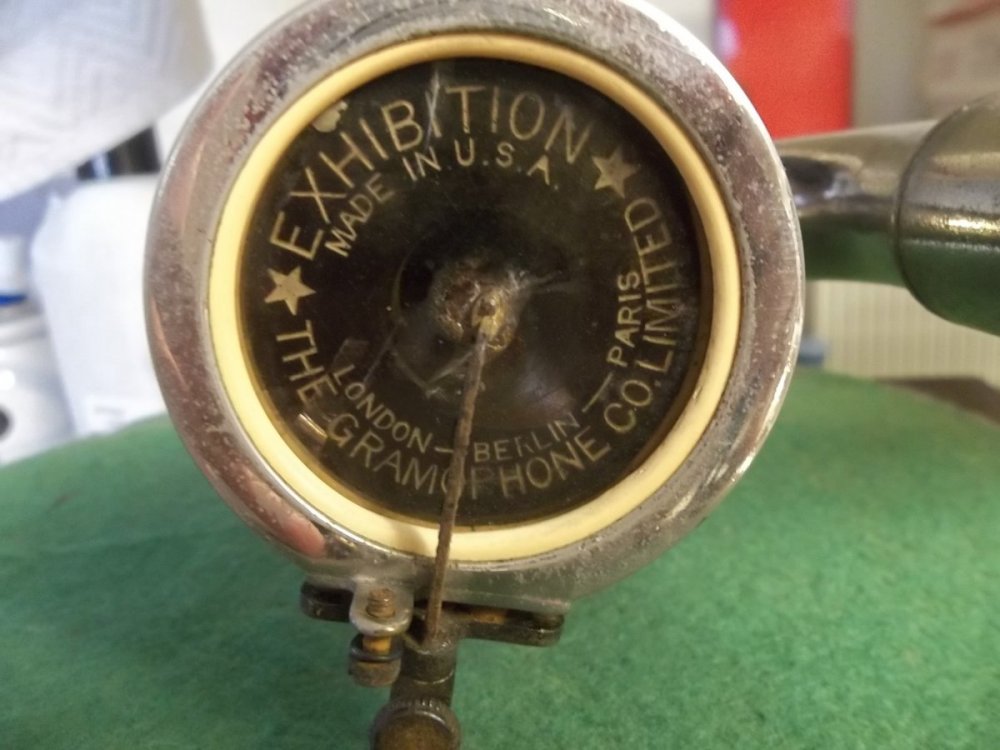 ★ EXHIBITION ★
MADE IN U.S.A.
THE GRAMOPHONE CO. LIMITED
LONDON — BERLIN — PARIS